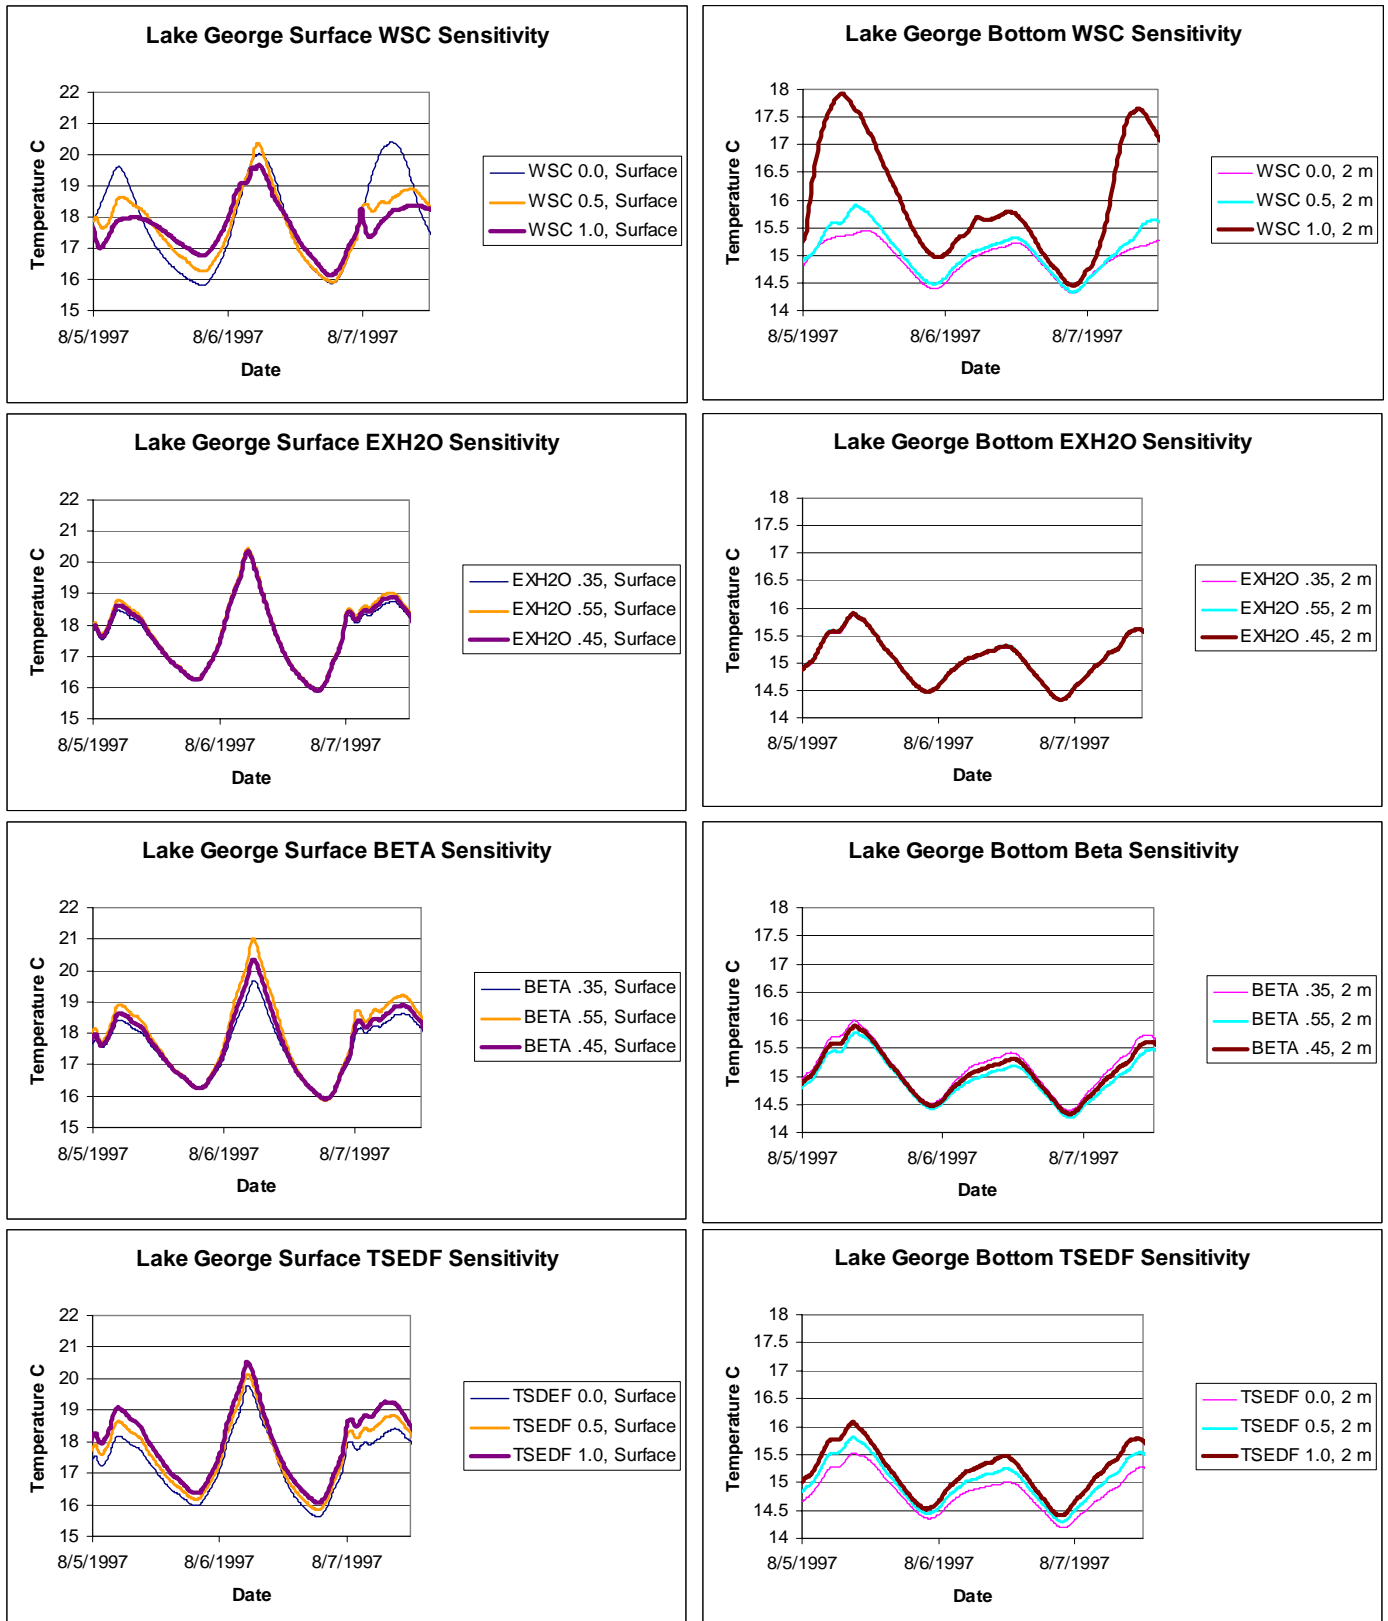 Lake George Surface WSC Sensitivity
22
21
20
19
18
17
16
15
Temperature C
8/5/1997 8/6/1997 8/7/1997
Date
WSC 0.0, Surface
WSC 0.5, Surface
WSC 1.0, Surface
Lake George Bottom WSC Sensitivity
18
17.5
17
16.5
16
15.5
15
14.5
14
Temperature C
8/5/1997 8/6/1997 8/7/1997
Date
WSC 0.0, 2 m
WSC 0.5, 2 m
WSC 1.0, 2 m
Lake George Surface EXH2O Sensitivity
22
21
20
19
18
17
16
15
Temperature C
8/5/1997 8/6/1997 8/7/1997
Date
EXH2O .35, Surface
EXH2O .55, Surface
EXH2O .45, Surface
Lake George Bottom EXH2O Sensitivity
18
17.5
17
16.5
16
15.5
15
14.5
14
Temperature C
8/5/1997 8/6/1997 8/7/1997
Date
EXH2O .35, 2 m
EXH2O .55, 2 m
EXH2O .45, 2 m
Lake George Surface BETA Sensitivity
22
21
20
19
18
17
16
15
Temperature C
8/5/1997 8/6/1997 8/7/1997
Date
BETA .35, Surface
BETA .55, Surface
BETA .45, Surface
Lake George Bottom Beta Sensitivity
18
17.5
17
16.5
16
15.5
15
14.5
14
Temperature C
8/5/1997 8/6/1997 8/7/1997
Date
BETA .35, 2 m
BETA .55, 2 m
BETA .45, 2 m
Lake George Surface TSEDF Sensitivity
22
21
20
19
18
17
16
15
Temperature C
8/5/1997 8/6/1997 8/7/1997
Date
TSDEF 0.0, Surface
TSEDF 0.5, Surface
TSEDF 1.0, Surface
Lake George Bottom TSEDF Sensitivity
18
17.5
17
16.5
16
15.5
15
14.5
14
Temperature C
8/5/1997 8/6/1997 8/7/1997
Date
TSEDF 0.0, 2 m
TSEDF 0.5, 2 m
TSEDF 1.0, 2 m